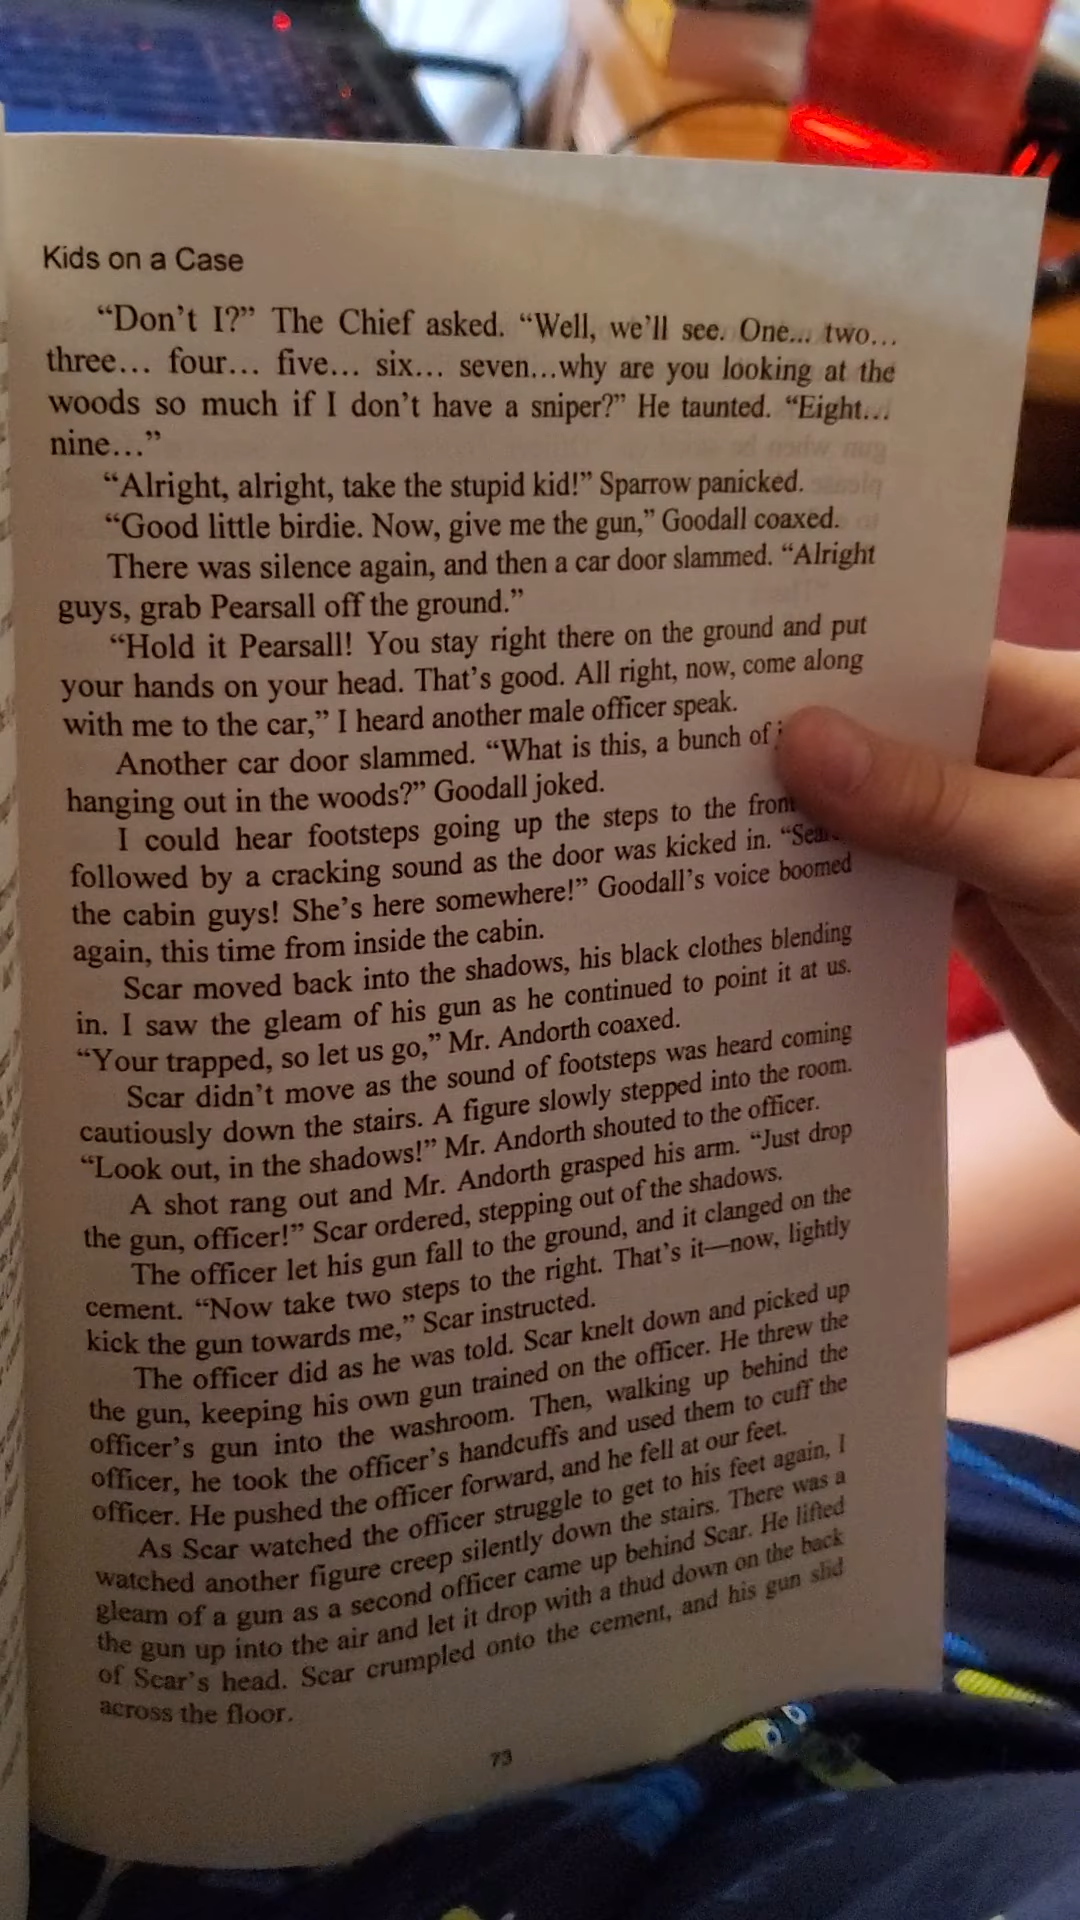 Kids on a Case
“Don’t I?” The Chief asked. “Well, we’ll see. One... two...
three... four... five... six... seven...why are you looking at the
woods so much if I don’t have a sniper?” He taunted. “Eight...
nine...”
“Alright, alright, take the stupid kid!” Sparrow panicked.
“Good little birdie. Now, give me the gun,” Goodall coaxed.
There was silence again, and then a car door slammed. “Alright
guys, grab Pearsall off the ground.”
“Hold it Pearsall! You stay right there on the ground and put
your hands on your head. That’s good. All right, now, come along
with me to the car,” I heard another male officer speak.
Another car door slammed. “What is this, a bunch of
hanging out in the woods?” Goodall joked.
I could hear footsteps going up the steps to the
followed by a cracking sound as the door was kicked in.
the cabin guys! She’s here somewhere!” Goodall’s voice boomed
again, this time from inside the cabin.
Scar moved back into the shadows, his black clothes blending
in. I saw the gleam of his gun as he continued to point it at us.
“Your trapped, so let us go,” Mr. Andorth coaxed.
Scar didn’t move as the sound of footsteps was heard coming
cautiously down the stairs. A figure slowly stepped into the room.
“Look out, in the shadows!” Mr. Andorth shouted to the officer.
A shot rang out and Mr. Andorth grasped his arm. “Just drop
the gun, officer!” Scar ordered, stepping out of the shadows.
The officer let his gun fall to the ground, and it clanged on the
cement. “Now take two steps to the right. That’s it—now, lightly
kick the gun towards me,” Scar instructed.
The officer did as he was told. Scar knelt down and picked up
the gun, keeping his own gun trained on the officer. He threw the
officer’s gun into the washroom. Then, walking up behind the
officer, he took the officer’s handcuffs and used them to cuff the
officer. He pushed the officer forward, and he fell at our feet.
As Scar watched the officer struggle to get to his feet again, I
watched another figure creep silently down the stairs. There was a
gleam of a gun as a second officer came up behind Scar. He lifted
the gun up into the air and let it drop with a thud down on the back
of Scar’s head. Scar crumpled onto the cement, and his gun slid
across the floor.
73